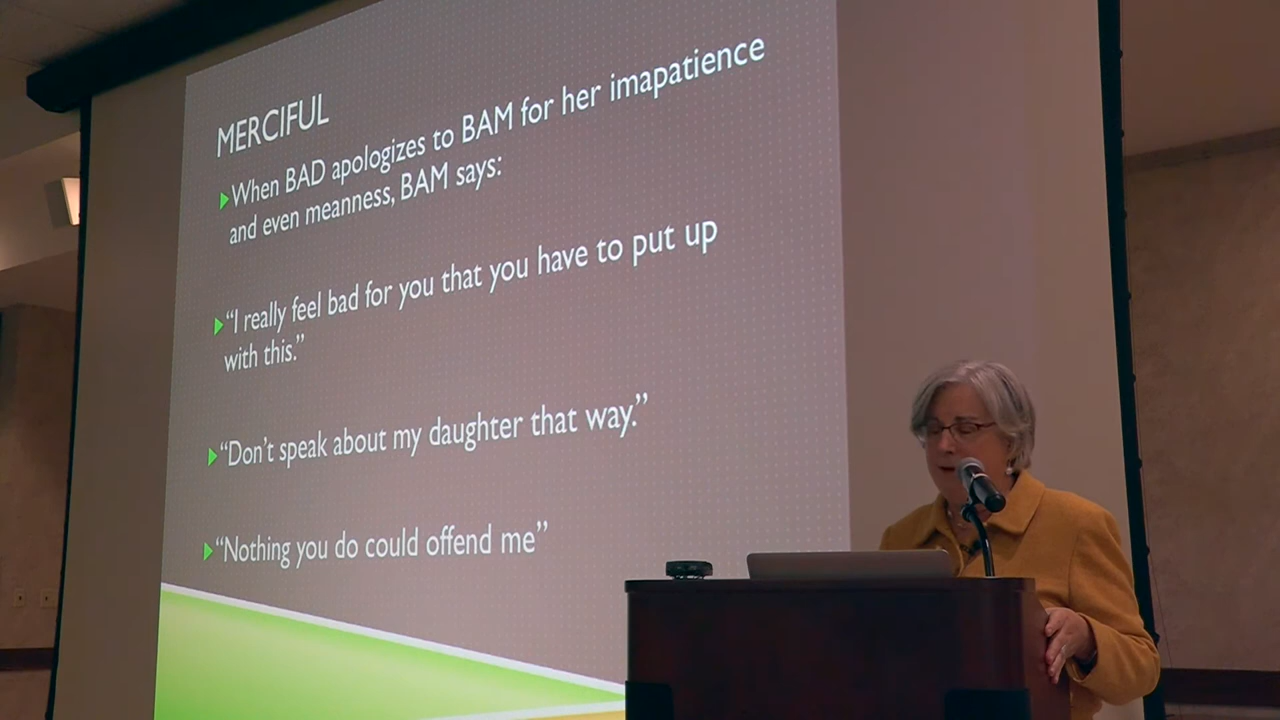 MERCIFUL
When BAD apologizes to BAM for her imapatience
and even meanness, BAM says:
“I really feel bad for you that you have to put up
with this.”
“Don’t speak about my daughter that way.”
“Nothing you do could offend me”